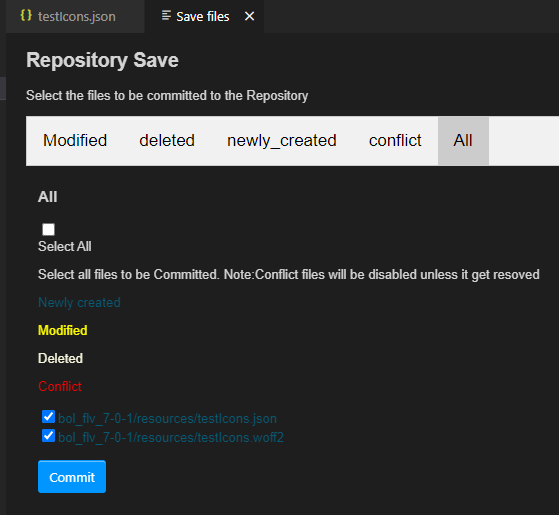 {} testIcons.json Save files ×
Repository Save
Select the files to be committed to the Repository
Modified deleted newly_created conflict All
All
Select All
Select all files to be Committed. Note:Conflict files will be disabled unless it get resoved
Newly created
Modified
Deleted
Conflict
bol_flv_7-0-1/resources/testIcons.json
bol_flv_7-0-1/resources/testIcons.woff2
Commit